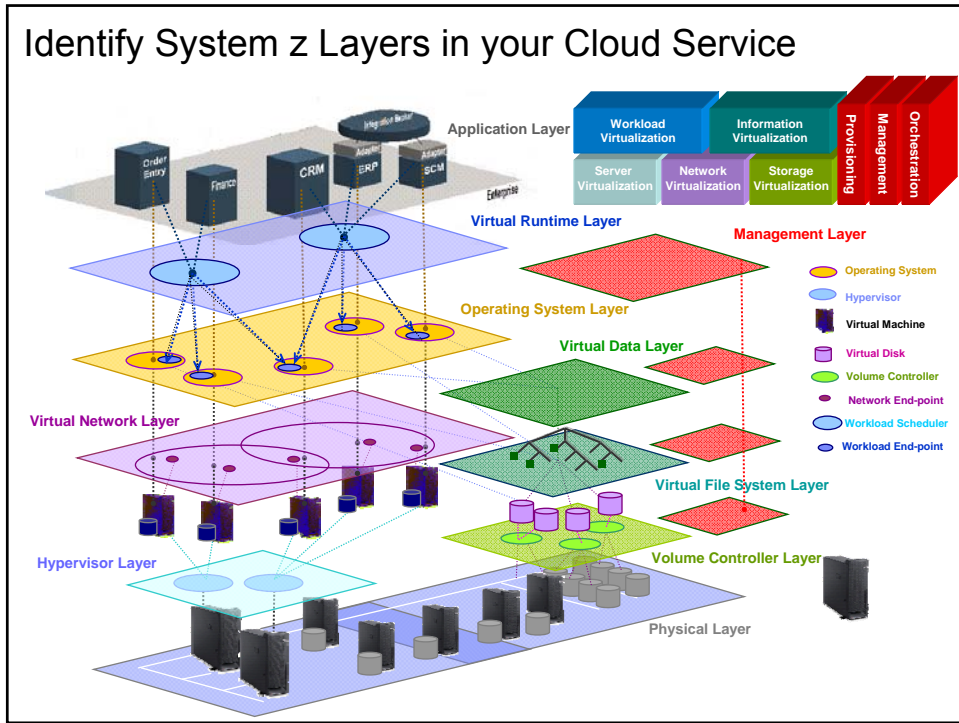 Identify System z Layers in your Cloud Service
Integration Broker
Application Layer
Order
Entry
Finance
CRM
Adapter
ERP
Adapter
SCM
Enterprise
Workload
Virtualization
Information
Virtualization
Server
Virtualization
Network
Virtualization
Storage
Virtualization
Provisioning
Management
Orchestration
Virtual Runtime Layer
Management Layer
Operating System Layer
Virtual Data Layer
Virtual Network Layer
Virtual File System Layer
Hypervisor Layer
Volume Controller Layer
Physical Layer
Operating System
Hypervisor
Virtual Machine
Virtual Disk
Volume Controller
Network End-point
Workload Scheduler
Workload End-point